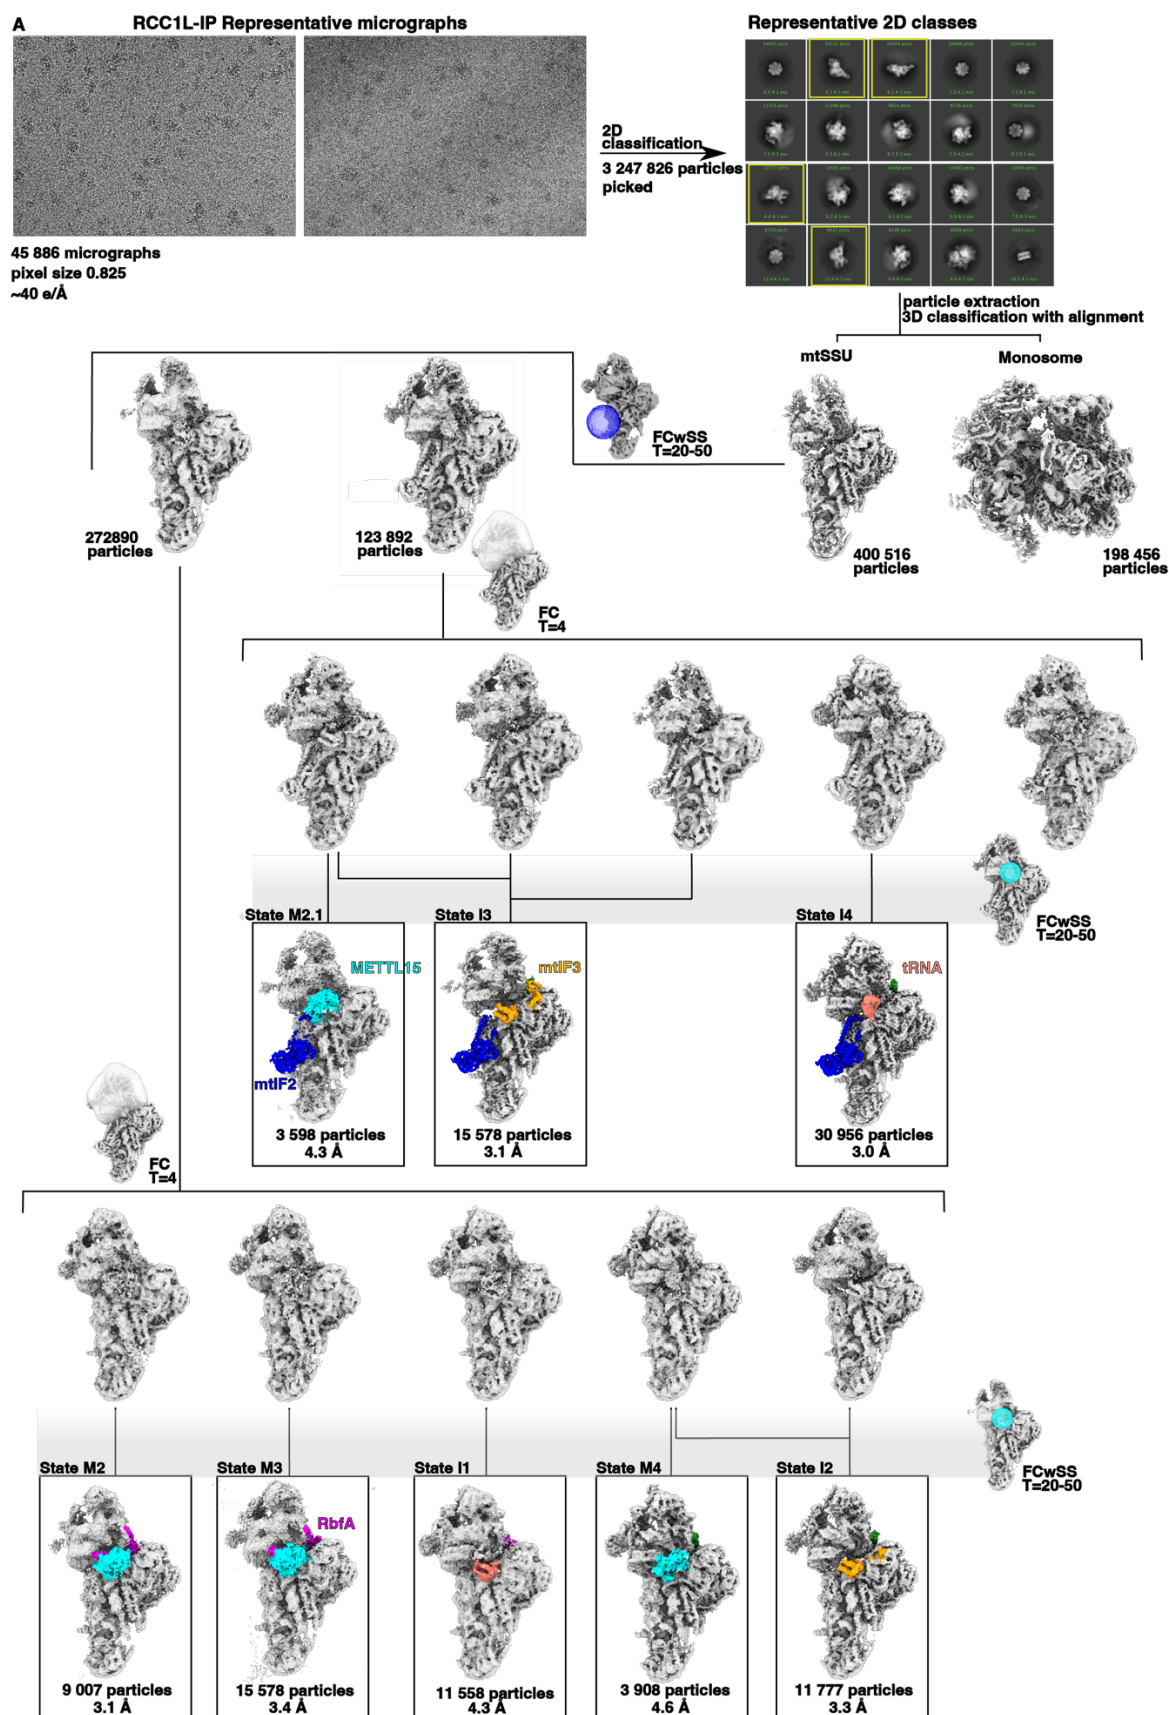 A
RCC1L-IP Representative micrographs
Representative 2D classes
2D
classification
3 247 826 particles
picked
45 886 micrographs
pixel size 0.825
~40 e/Å
particle extraction
3D classification with alignment
mtSSU
Monosome
FCwSS
T=20-50
272890
particles
123 892
particles
400 516
particles
198 456
particles
FC
T=4
State M2.1
State I3
State I4
FCwSS
T=20-50
METTL15
mtIF3
tRNA
mtIF2
3 598 particles
4.3 Å
15 578 particles
3.1 Å
30 956 particles
3.0 Å
FC
T=4
State M2
State M3
State I1
State M4
State I2
FCwSS
T=20-50
RbfA
9 007 particles
3.1 Å
15 578 particles
3.4 Å
11 558 particles
4.3 Å
3 908 particles
4.6 Å
11 777 particles
3.3 Å